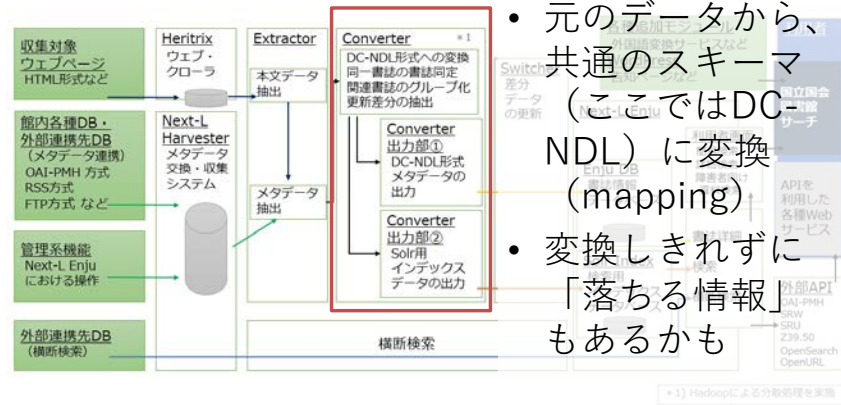 収集対象
ウェブページ
HTML形式など
館内各種DB・
外部連携先DB
（メタデータ連携）
OAI-PMH 方式
RSS方式
FTP方式 など
管理系機能
Next-L Enju
における操作
外部連携先DB
（横断検索）
Heritrix
ウェブ・
クローラ
Next-L
Harvester
メタデータ
交換・収集
システム
Extractor
本文データ
抽出
メタデータ
抽出
Converter
*1
DC-NDL形式への変換
同一書誌の書誌同定
関連書誌のグループ化
更新差分の抽出
Converter
出力部①
DC-NDL形式
メタデータの
出力
Converter
出力部②
Solr用
インデックス
データの出力
横断検索
Switch
差分
データ
の更新
• 元のデータから、
共通のスキーマ
（ここではDC-
NDL）に変換
（mapping）
• 変換しきれずに
「落ちる情報」
もあるかも
Next-L Enju
Enju DB
国立国会
図書館
サーチ
APIを
利用した
各種Web
サービス
外部API
OAI-PMH
SRW
SRU
Z39.50
OpenSearch
OpenURL
*1) Hadoopによる分散処理を実施